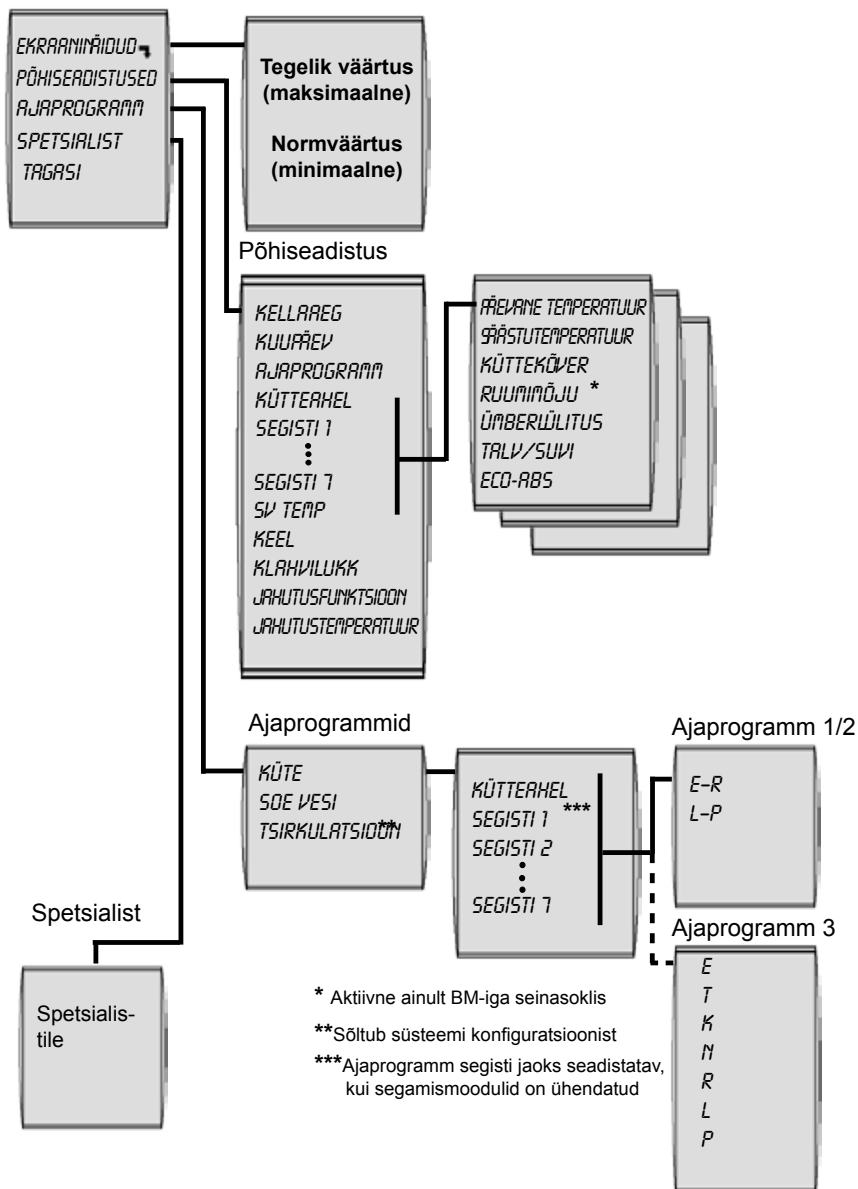 EKRAANINÄIDUD
PÕHISEADISTUSED
AJAPROGRAMM
SPETSIALIST
TAGASI
Tegelik väärtus
(maksimaalne)
Normväärtus
(minimaalne)
Põhiseadistus
KELLAAEG
KUUPÄEV
AJAPROGRAMM
KÜTTEAHEL
SEGISTI 1
SEGISTI 7
SV TEMP
KEEL
KLAHVILUKK
JAHUTUSFUNKTSIOON
JAHUTUSTEMPERATUUR
PÄEVANE TEMPERATUUR
SÄÄSTUTEMPERATUUR
KÜTTEKÕVER
RUUMIMÕJU *
ÜMBERLÜLITUS
TALV/SUVI
ECO-ABS
Ajaprogrammid
KÜTE
SOE VESI
TSIRKULATSIOON**
KÜTTEAHEL
SEGISTI 1 ***
SEGISTI 2
SEGISTI 7
Ajaprogramm 1/2
E-R
L-P
Ajaprogramm 3
E
T
K
N
R
L
P
Spetsialist
Spetsialis-
tile
* Aktiivne ainult BM-iga seinasoklis
**Sõltub süsteemi konfiguratsioonist
***Ajaprogramm segisti jaoks seadistatav,
kui segamismoodulid on ühendatud